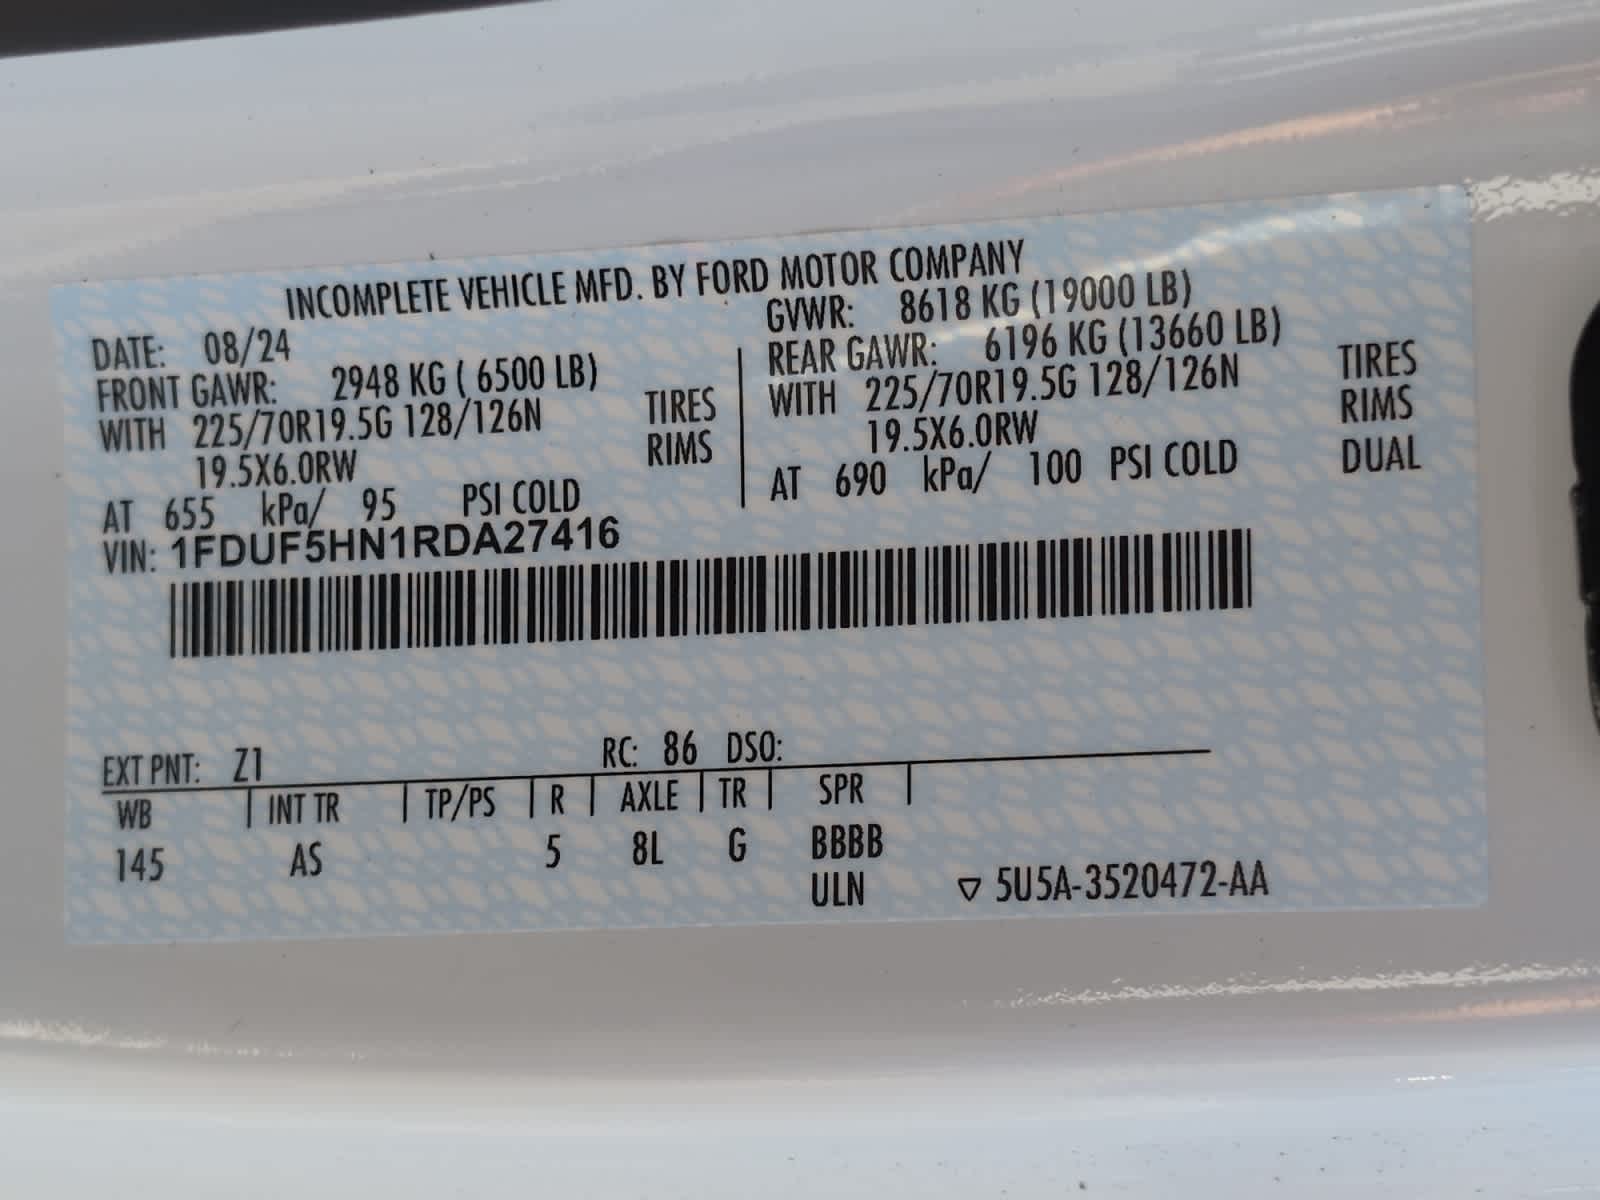 INCOMPLETE VEHICLE MFD. BY FORD MOTOR COMPANY
DATE: 08/24
GVWR: 8618 KG (19000 LB)
FRONT GAWR: 2948 KG ( 6500 LB)
WITH 225/70R19.5G 128/126N TIRES
19.5X6.0RW RIMS
AT 655 kPa/ 95 PSI COLD
REAR GAWR: 6196 KG (13660 LB)
WITH 225/70R19.5G 128/126N TIRES
19.5X6.0RW RIMS
AT 690 kPa/ 100 PSI COLD DUAL
VIN: 1FDUF5HN1RDA27416
EXT PNT: Z1 RC: 86 DSO:
WB INT TR TP/PS R AXLE TR SPR
145 AS 5 8L G BBBB
ULN ▽ 5U5A-3520472-AA